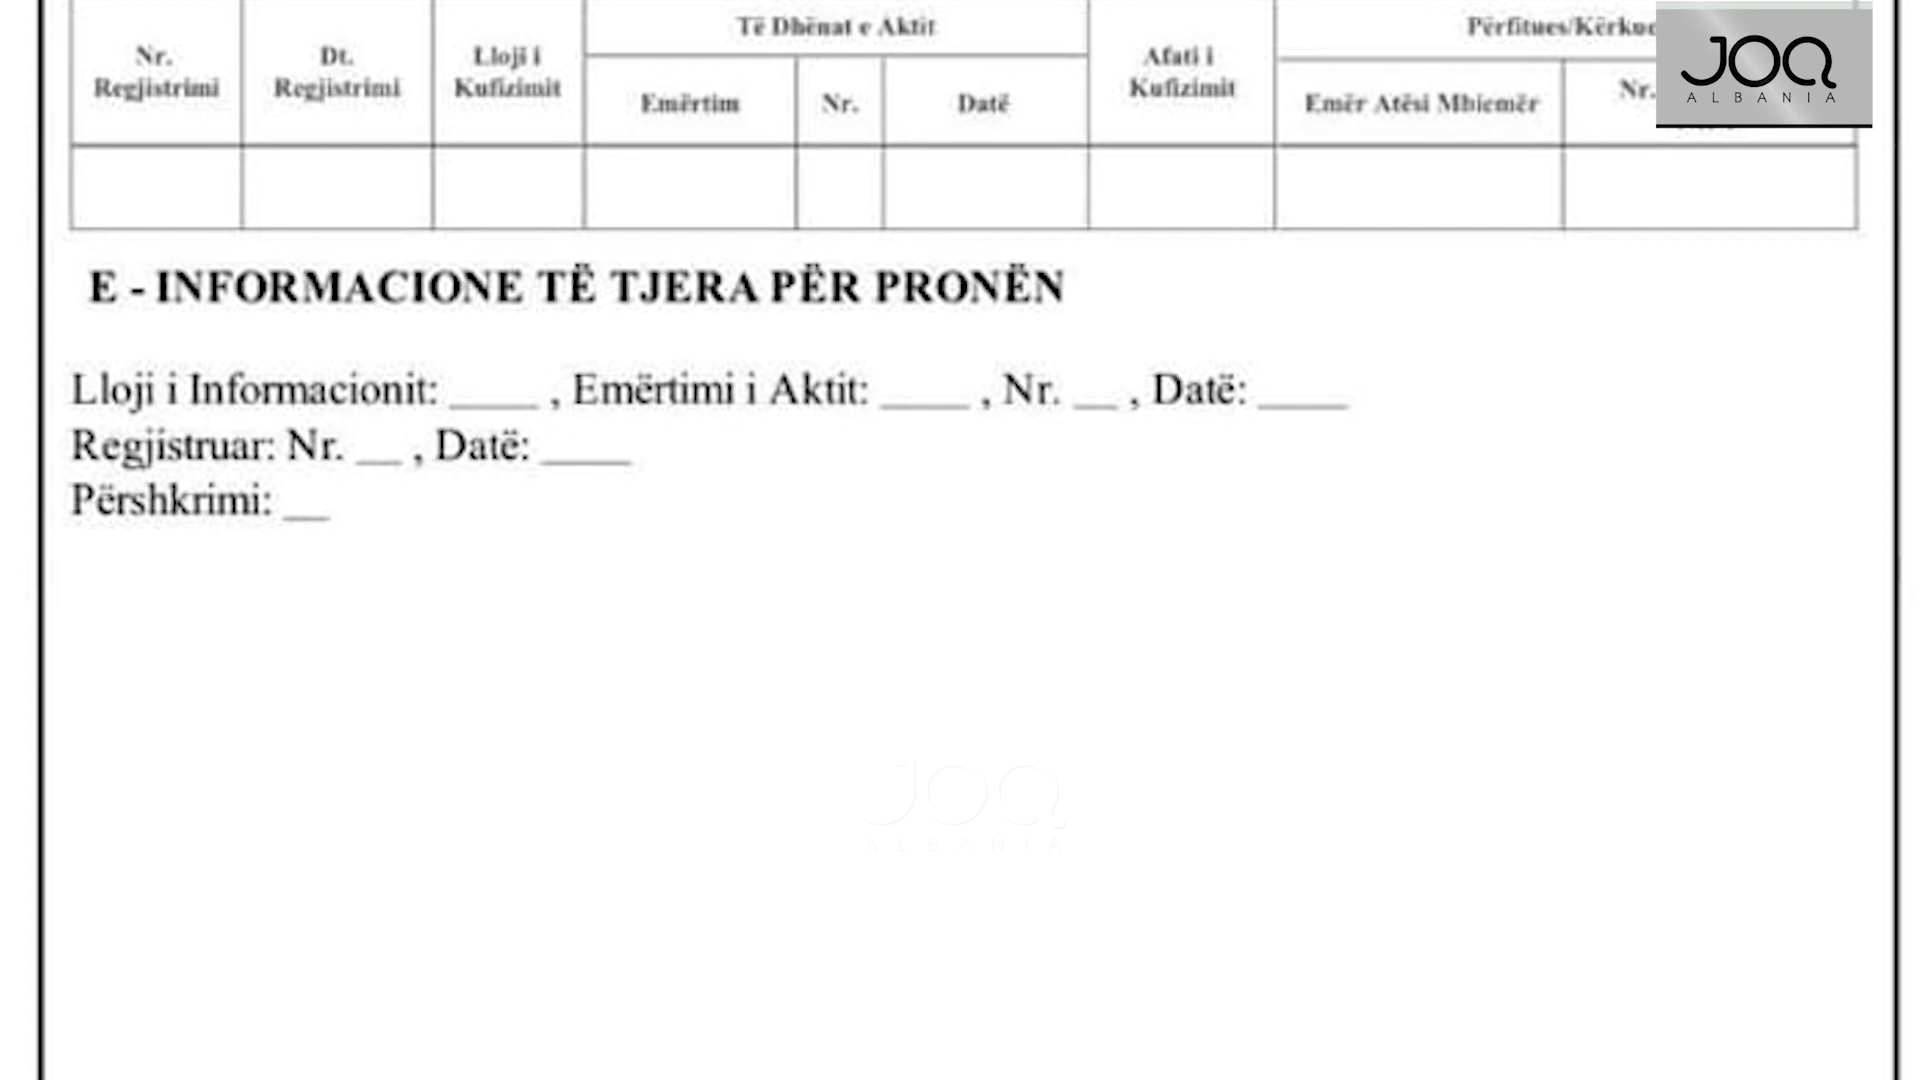 Të Dhënat e Aktit
Nr. Regjistrimi
Dt. Regjistrimi
Lloji i Kufizimit
Emërtim
Nr.
Datë
Afati i Kufizimit
Emër Atësi Mbiemër
Nr.
JOQ
ALBANIA
E - INFORMACIONE TË TJERA PËR PRONËN
Lloji i Informacionit: ____ , Emërtimi i Aktit: ____ , Nr. __ , Datë: ____
Regjistruar: Nr. __ , Datë: ____
Përshkrimi: __
JOQ
ALBANIA